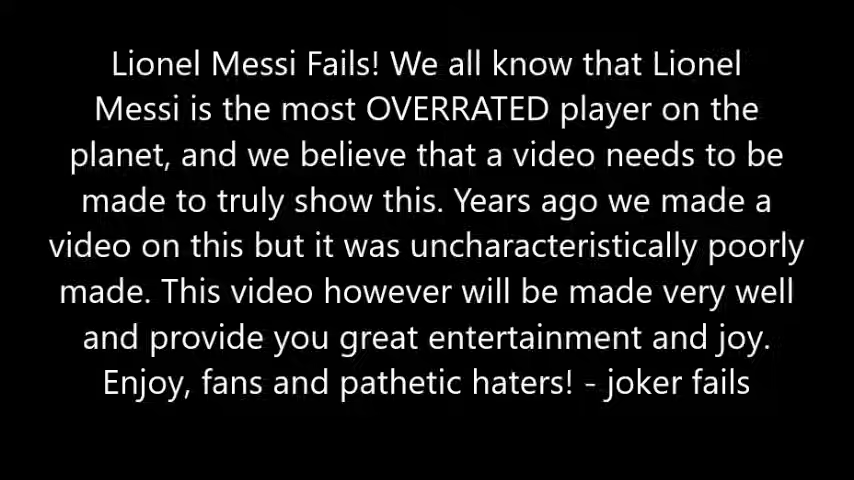 Lionel Messi Fails! We all know that Lionel
Messi is the most OVERRATED player on the
planet, and we believe that a video needs to be
made to truly show this. Years ago we made a
video on this but it was uncharacteristically poorly
made. This video however will be made very well
and provide you great entertainment and joy.
Enjoy, fans and pathetic haters! - joker fails